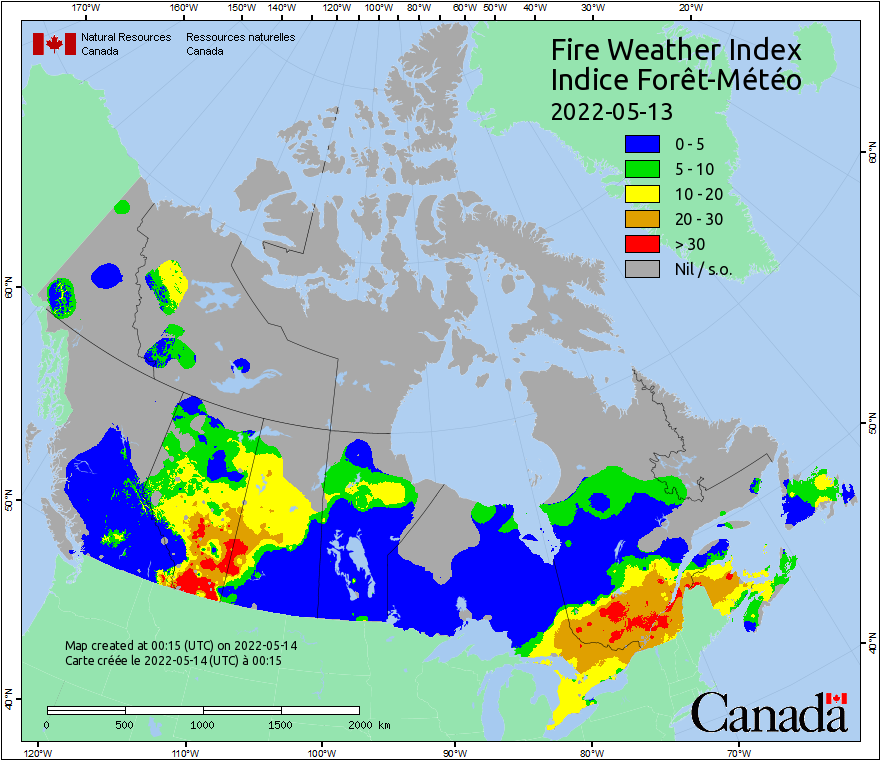 170°W 160°W 150°W 140°W 120°W 100°W 80°W 60°W 50°W 40°W 30°W 20°W
Natural Resources Ressources naturelles
Canada Canada
Fire Weather Index
Indice Forêt-Météo
2022-05-13
0 - 5
5 - 10
10 - 20
20 - 30
> 30
Nil / s.o.
60°N 60°N
50°N
50°N
40°N
40°N
Map created at 00:15 (UTC) on 2022-05-14
Carte créée le 2022-05-14 (UTC) à 00:15
0 500 1000 1500 2000 km
Canada
120°W 110°W 100°W 90°W 80°W 70°W